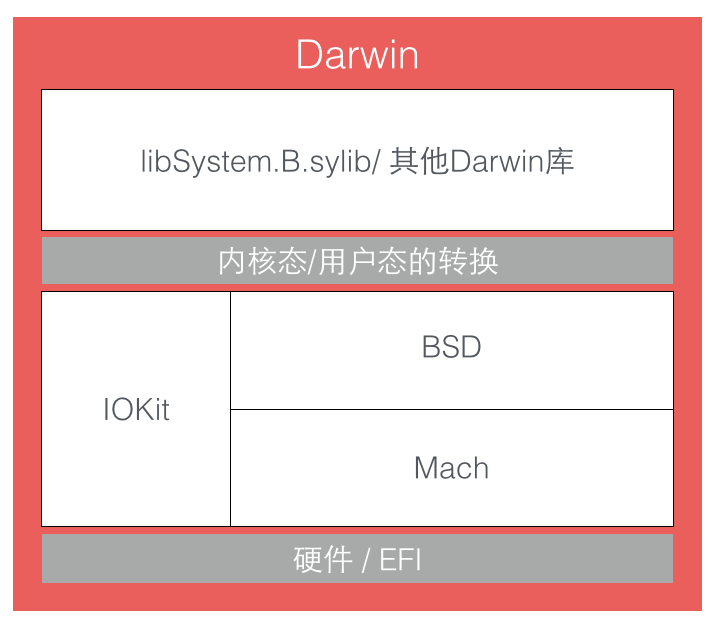 Darwin
libSystem.B.sylib/ 其他Darwin库
内核态/用户态的转换
BSD
IOKit
Mach
硬件 / EFI